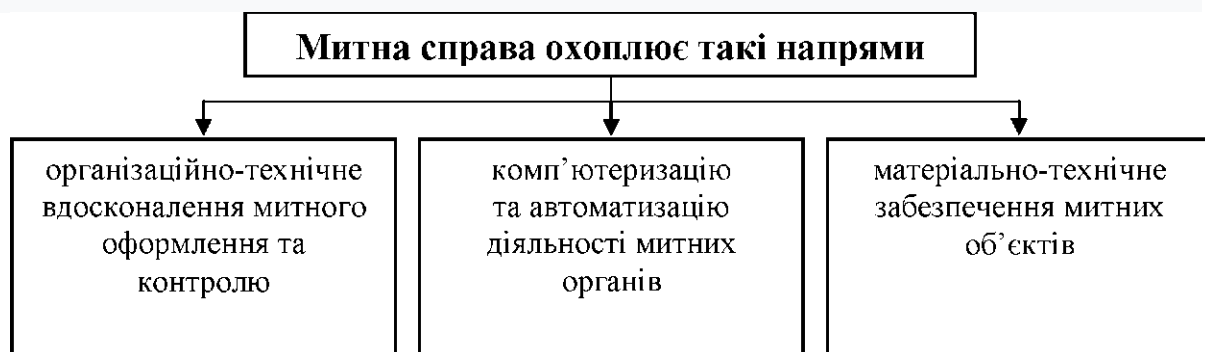 Митна справа охоплює такі напрями
організаційно-технічне
вдосконалення митного
оформлення та
контролю
комп’ютеризацію
та автоматизацію
діяльності митних
органів
матеріально-технічне
забезпечення митних
об’єктів